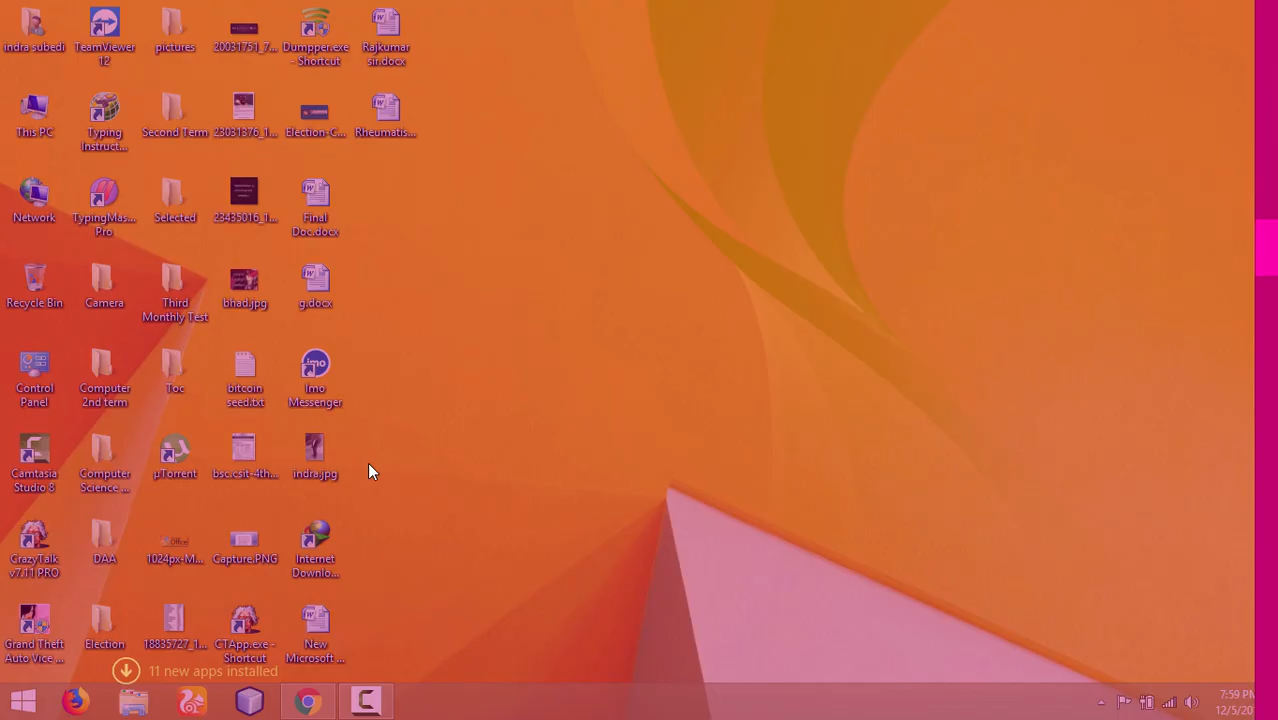 indra subedi
TeamViewer
12
pictures
20031751_7...
Dumpper.exe
- Shortcut
Rajkumar
sir.docx
This PC
Typing
Instruct...
Second Term
23031376_1...
Election-C...
Rheumatis...
Network
TypingMas...
Pro
Selected
23435016_1...
Final
Doc.docx
Recycle Bin
Camera
Third
Monthly Test
bhad.jpg
g.docx
Control
Panel
Computer
2nd term
Toc
bitcoin
seed.txt
imo
Imo
Messenger
Camtasia
Studio 8
Computer
Science ...
µTorrent
bsc.csit-4th...
indra.jpg
CrazyTalk
v7.11 PRO
DAA
Office
1024px-M...
Capture.PNG
Internet
Downlo...
Grand Theft
Auto Vice ...
Election
18835727_1...
CTApp.exe -
Shortcut
New
Microsoft ...
11 new apps installed
7:59 PM
12/5/20